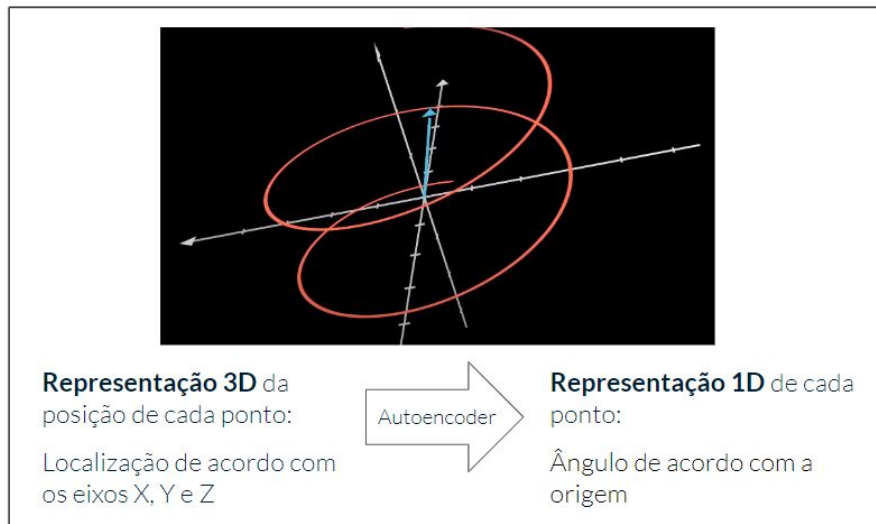 Representação 3D da
posição de cada ponto:
Localização de acordo com
os eixos X, Y e Z
Autoencoder
Representação 1D de cada
ponto:
Ângulo de acordo com a
origem